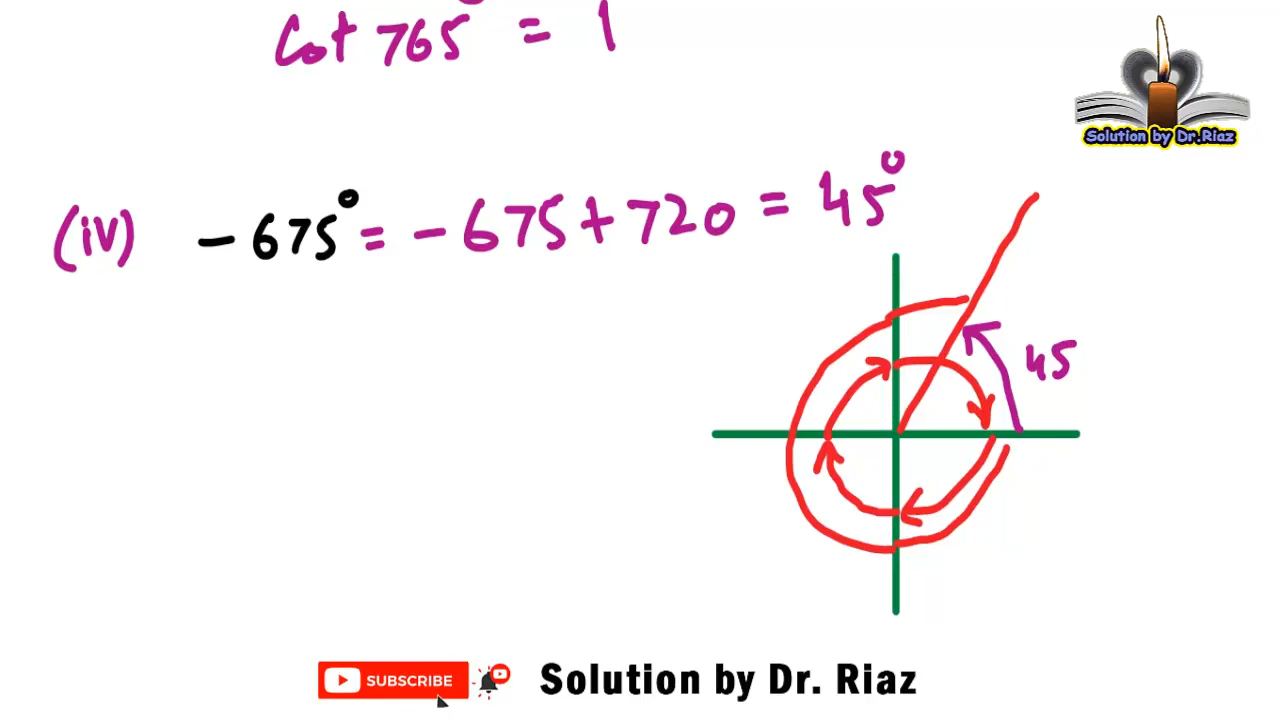 Cot 765° = 1
Solution by Dr.Riaz
(iv) -675° = -675+720 = 45°
45
SUBSCRIBE
Solution by Dr. Riaz